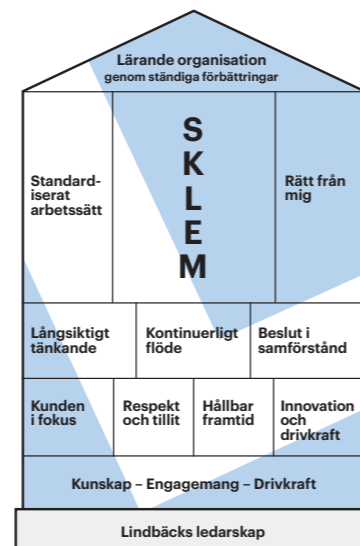 Lärande organisation
genom ständiga förbättringar
Standard-
iserat
arbetssätt
S
K
L
E
M
Rätt från
mig
Långsiktigt
tänkande
Kontinuerligt
flöde
Beslut i
samförstånd
Kunden
i fokus
Respekt
och tillit
Hållbar
framtid
Innovation
och
drivkraft
Kunskap – Engagemang – Drivkraft
Lindbäcks ledarskap